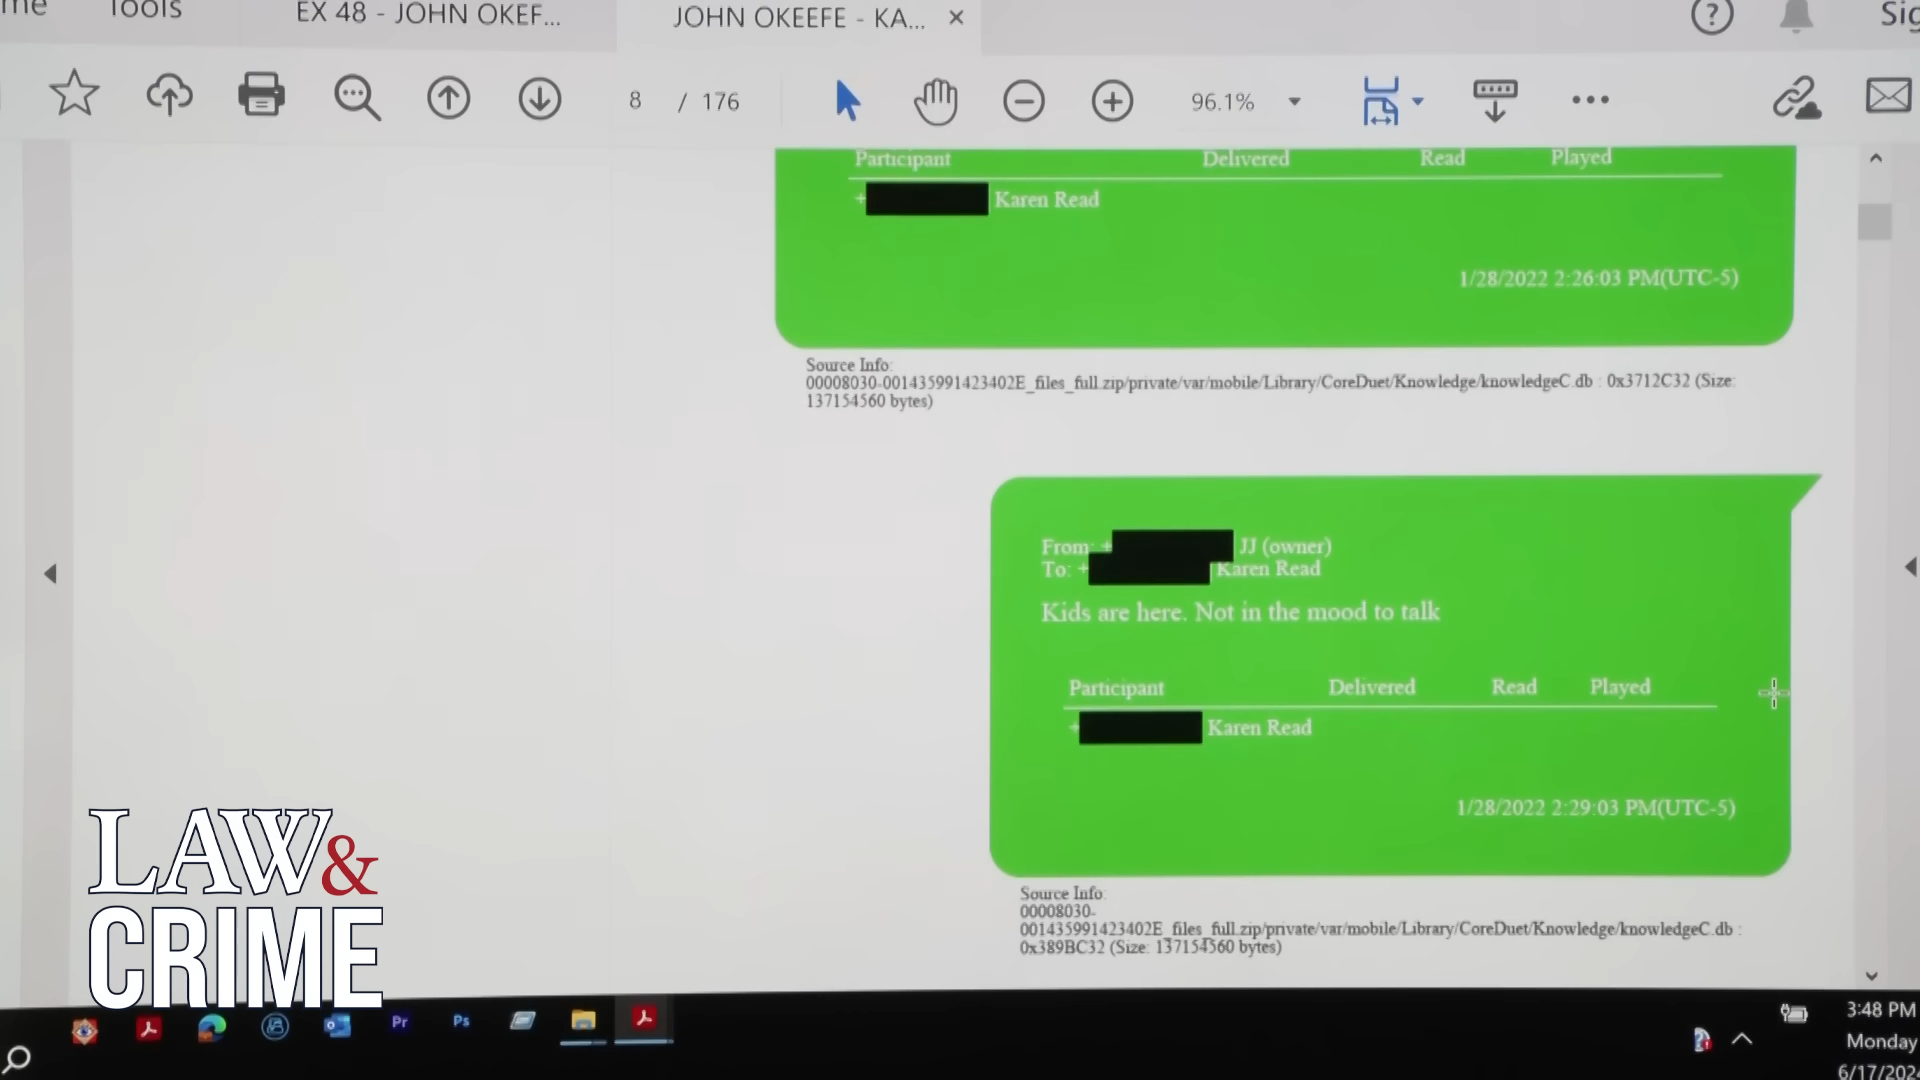 Tools
EX 48 - JOHN OKEF...
JOHN OKEEFE - KA...
8 / 176
96.1%
Participant Delivered Read Played
+ Karen Read
1/28/2022 2:26:03 PM(UTC-5)
Source Info:
00008030-001435991423402E_files_full.zip/private/var/mobile/Library/CoreDuet/Knowledge/knowledgeC.db : 0x3712C32 (Size:
137154560 bytes)
From: + JJ (owner)
To: + Karen Read
Kids are here. Not in the mood to talk
Participant Delivered Read Played
+ Karen Read
1/28/2022 2:29:03 PM(UTC-5)
Source Info:
00008030-
001435991423402E_files_full.zip/private/var/mobile/Library/CoreDuet/Knowledge/knowledgeC.db :
0x389BC32 (Size: 137154560 bytes)
LAW&
CRIME
Pr
Ps
3:48 PM
Monday
6/17/202